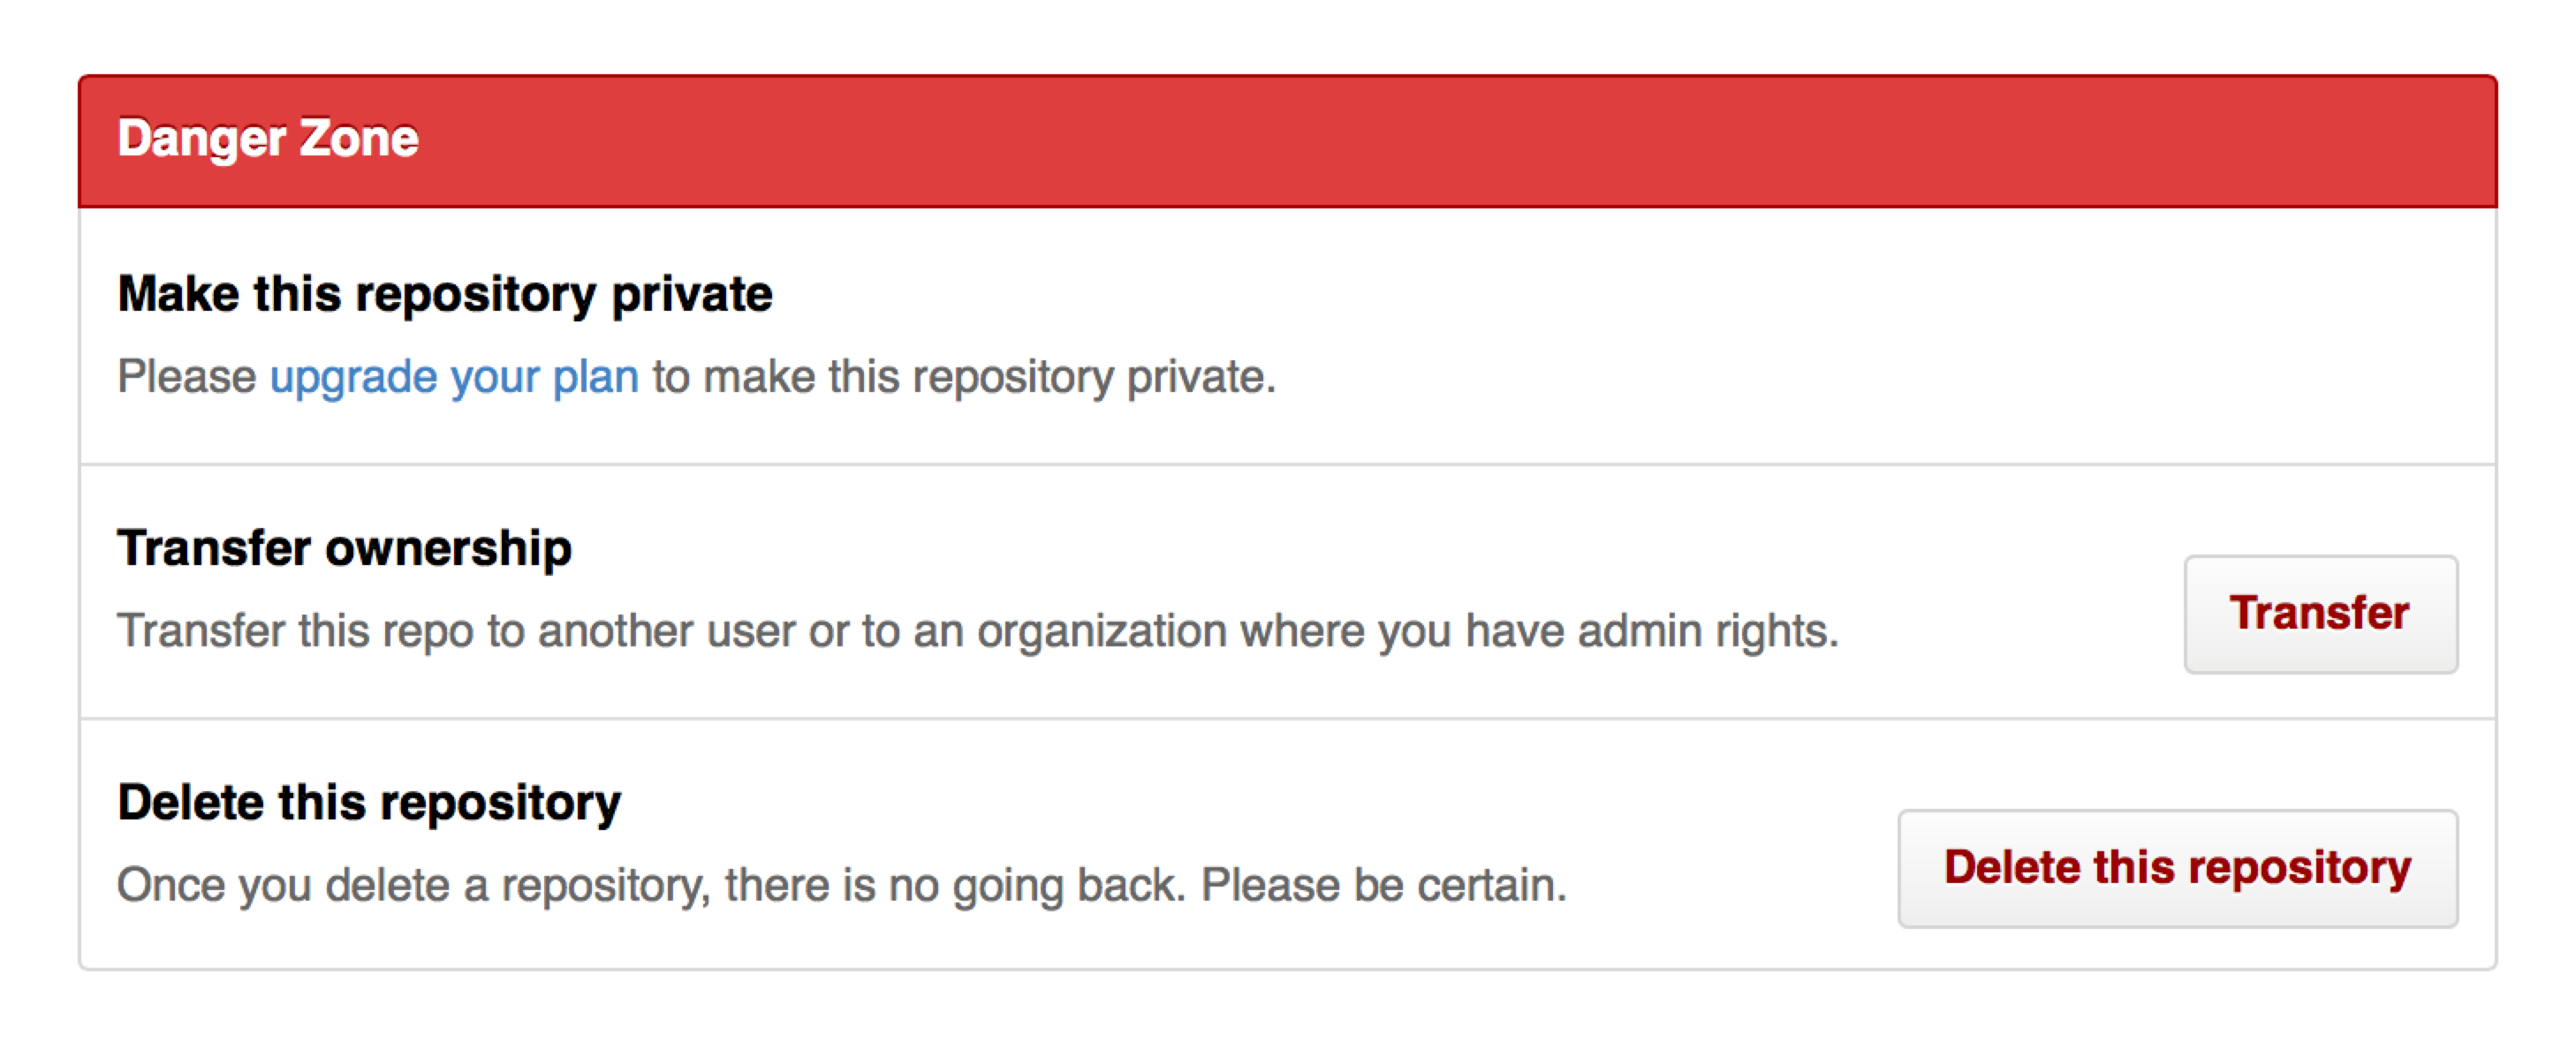 Danger Zone
Make this repository private
Please upgrade your plan to make this repository private.
Transfer ownership
Transfer this repo to another user or to an organization where you have admin rights.
Transfer
Delete this repository
Once you delete a repository, there is no going back. Please be certain.
Delete this repository